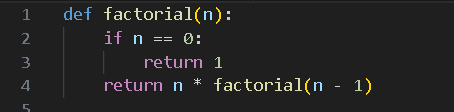 1 def factorial(n):
2     if n == 0:
3         return 1
4     return n * factorial(n - 1)
5